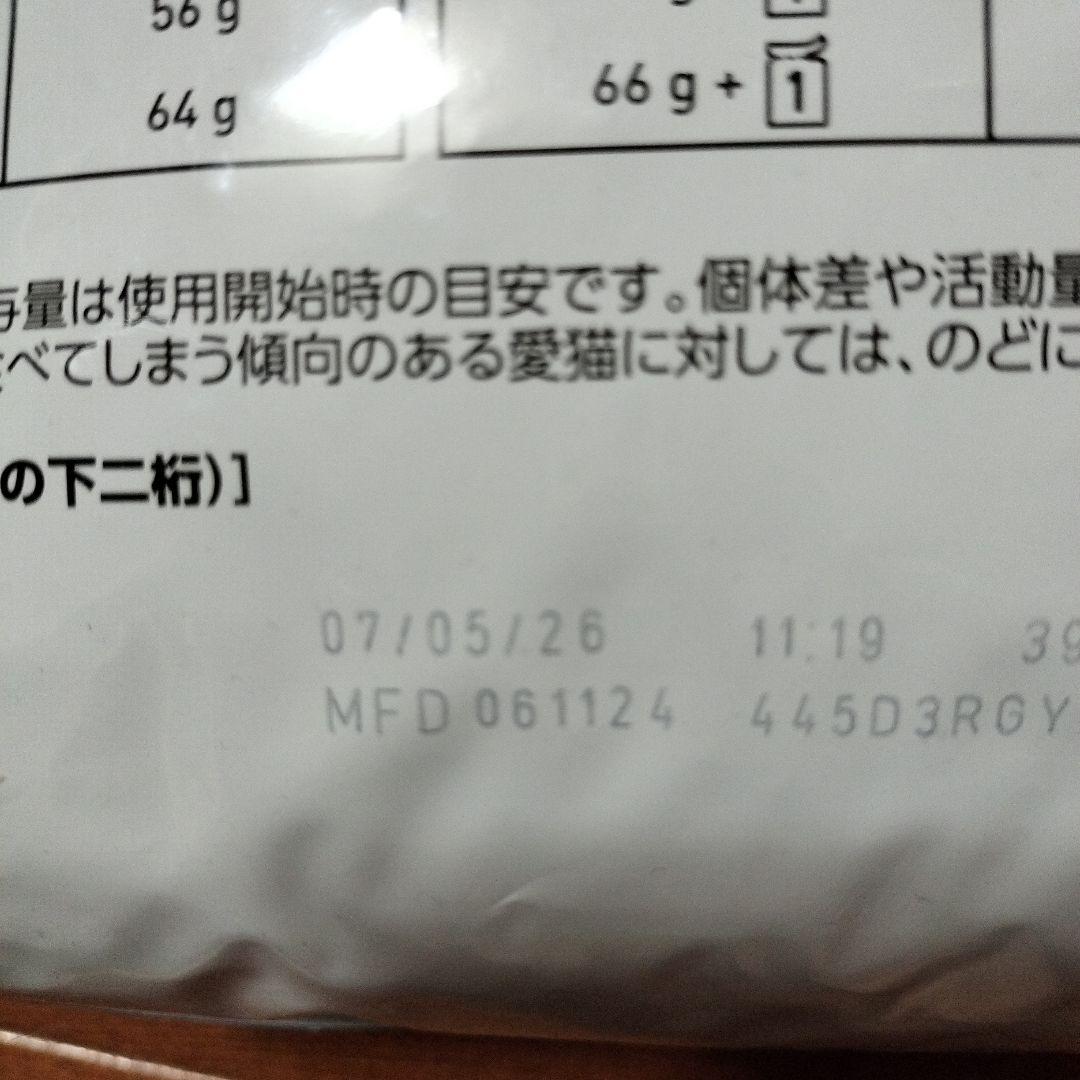 56 g
64 g
66 g + 1
量は使用開始時の目安です。個体差や活動量
べてしまう傾向のある愛猫に対しては、のどに
の下二桁)]
07/05/26 11:19 39
MFD 061124 445D3RGY